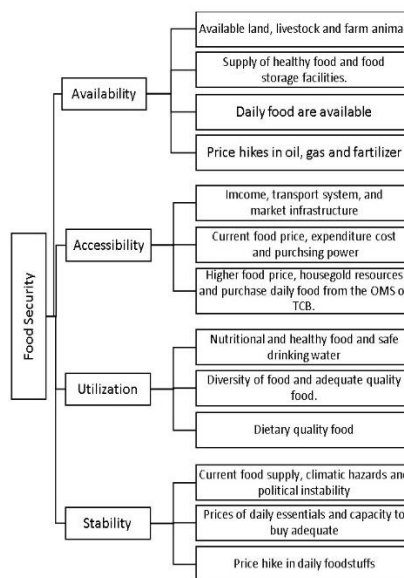 Food Security
Availability
Available land, livestock and farm animal
Supply of healthy food and food
storage facilities.
Daily food are available
Price hikes in oil, gas and fartilizer
Accessibility
Imcome, transport system, and
market infrastructure
Current food price, expenditure cost
and purchsing power
Higher food price, housegold resources
and purchase daily food from the OMS o
TCB.
Utilization
Nutritional and healthy food and safe
drinking water
Diversity of food and adequate quality
food.
Dietary quality food
Stability
Current food supply, climatic hazards and
political instability
Prices of daily essentials and capacity to
buy adequate
Price hike in daily foodstuffs